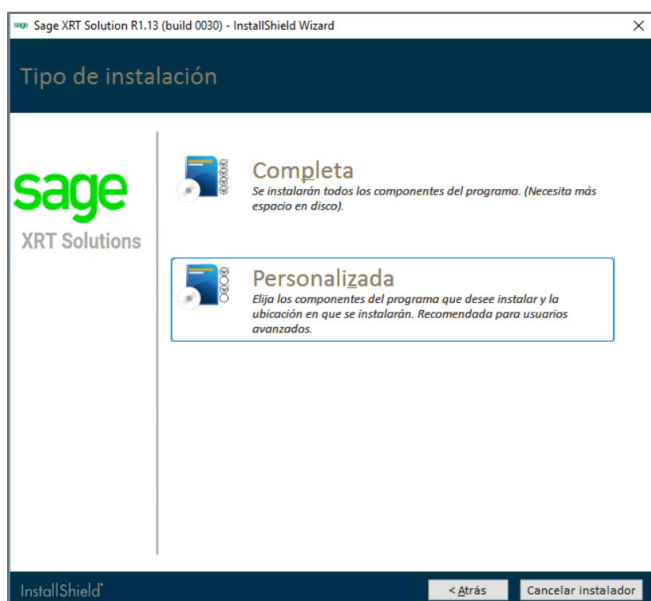 Sage XRT Solution R1.13 (build 0030) - InstallShield Wizard
Tipo de instalación
sage
XRT Solutions
Completa
Se instalarán todos los componentes del programa. (Necesita más
espacio en disco).
Personalizada
Elija los componentes del programa que desee instalar y la
ubicación en que se instalarán. Recomendada para usuarios
avanzados.
InstallShield
< Atrás
Cancelar instalador